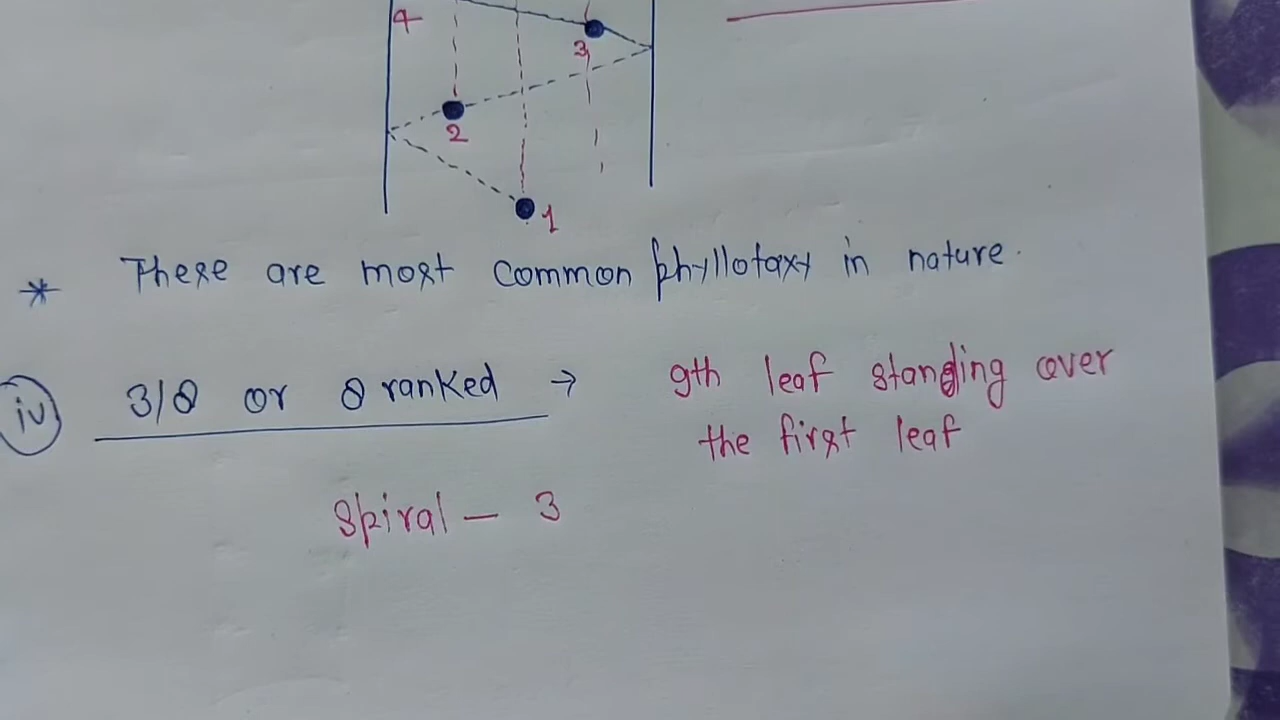 4
3
2
1
* These are most common phyllotaxy in nature.
iv 3/8 or 8 ranked → 9th leaf standing over
the first leaf
Spiral — 3